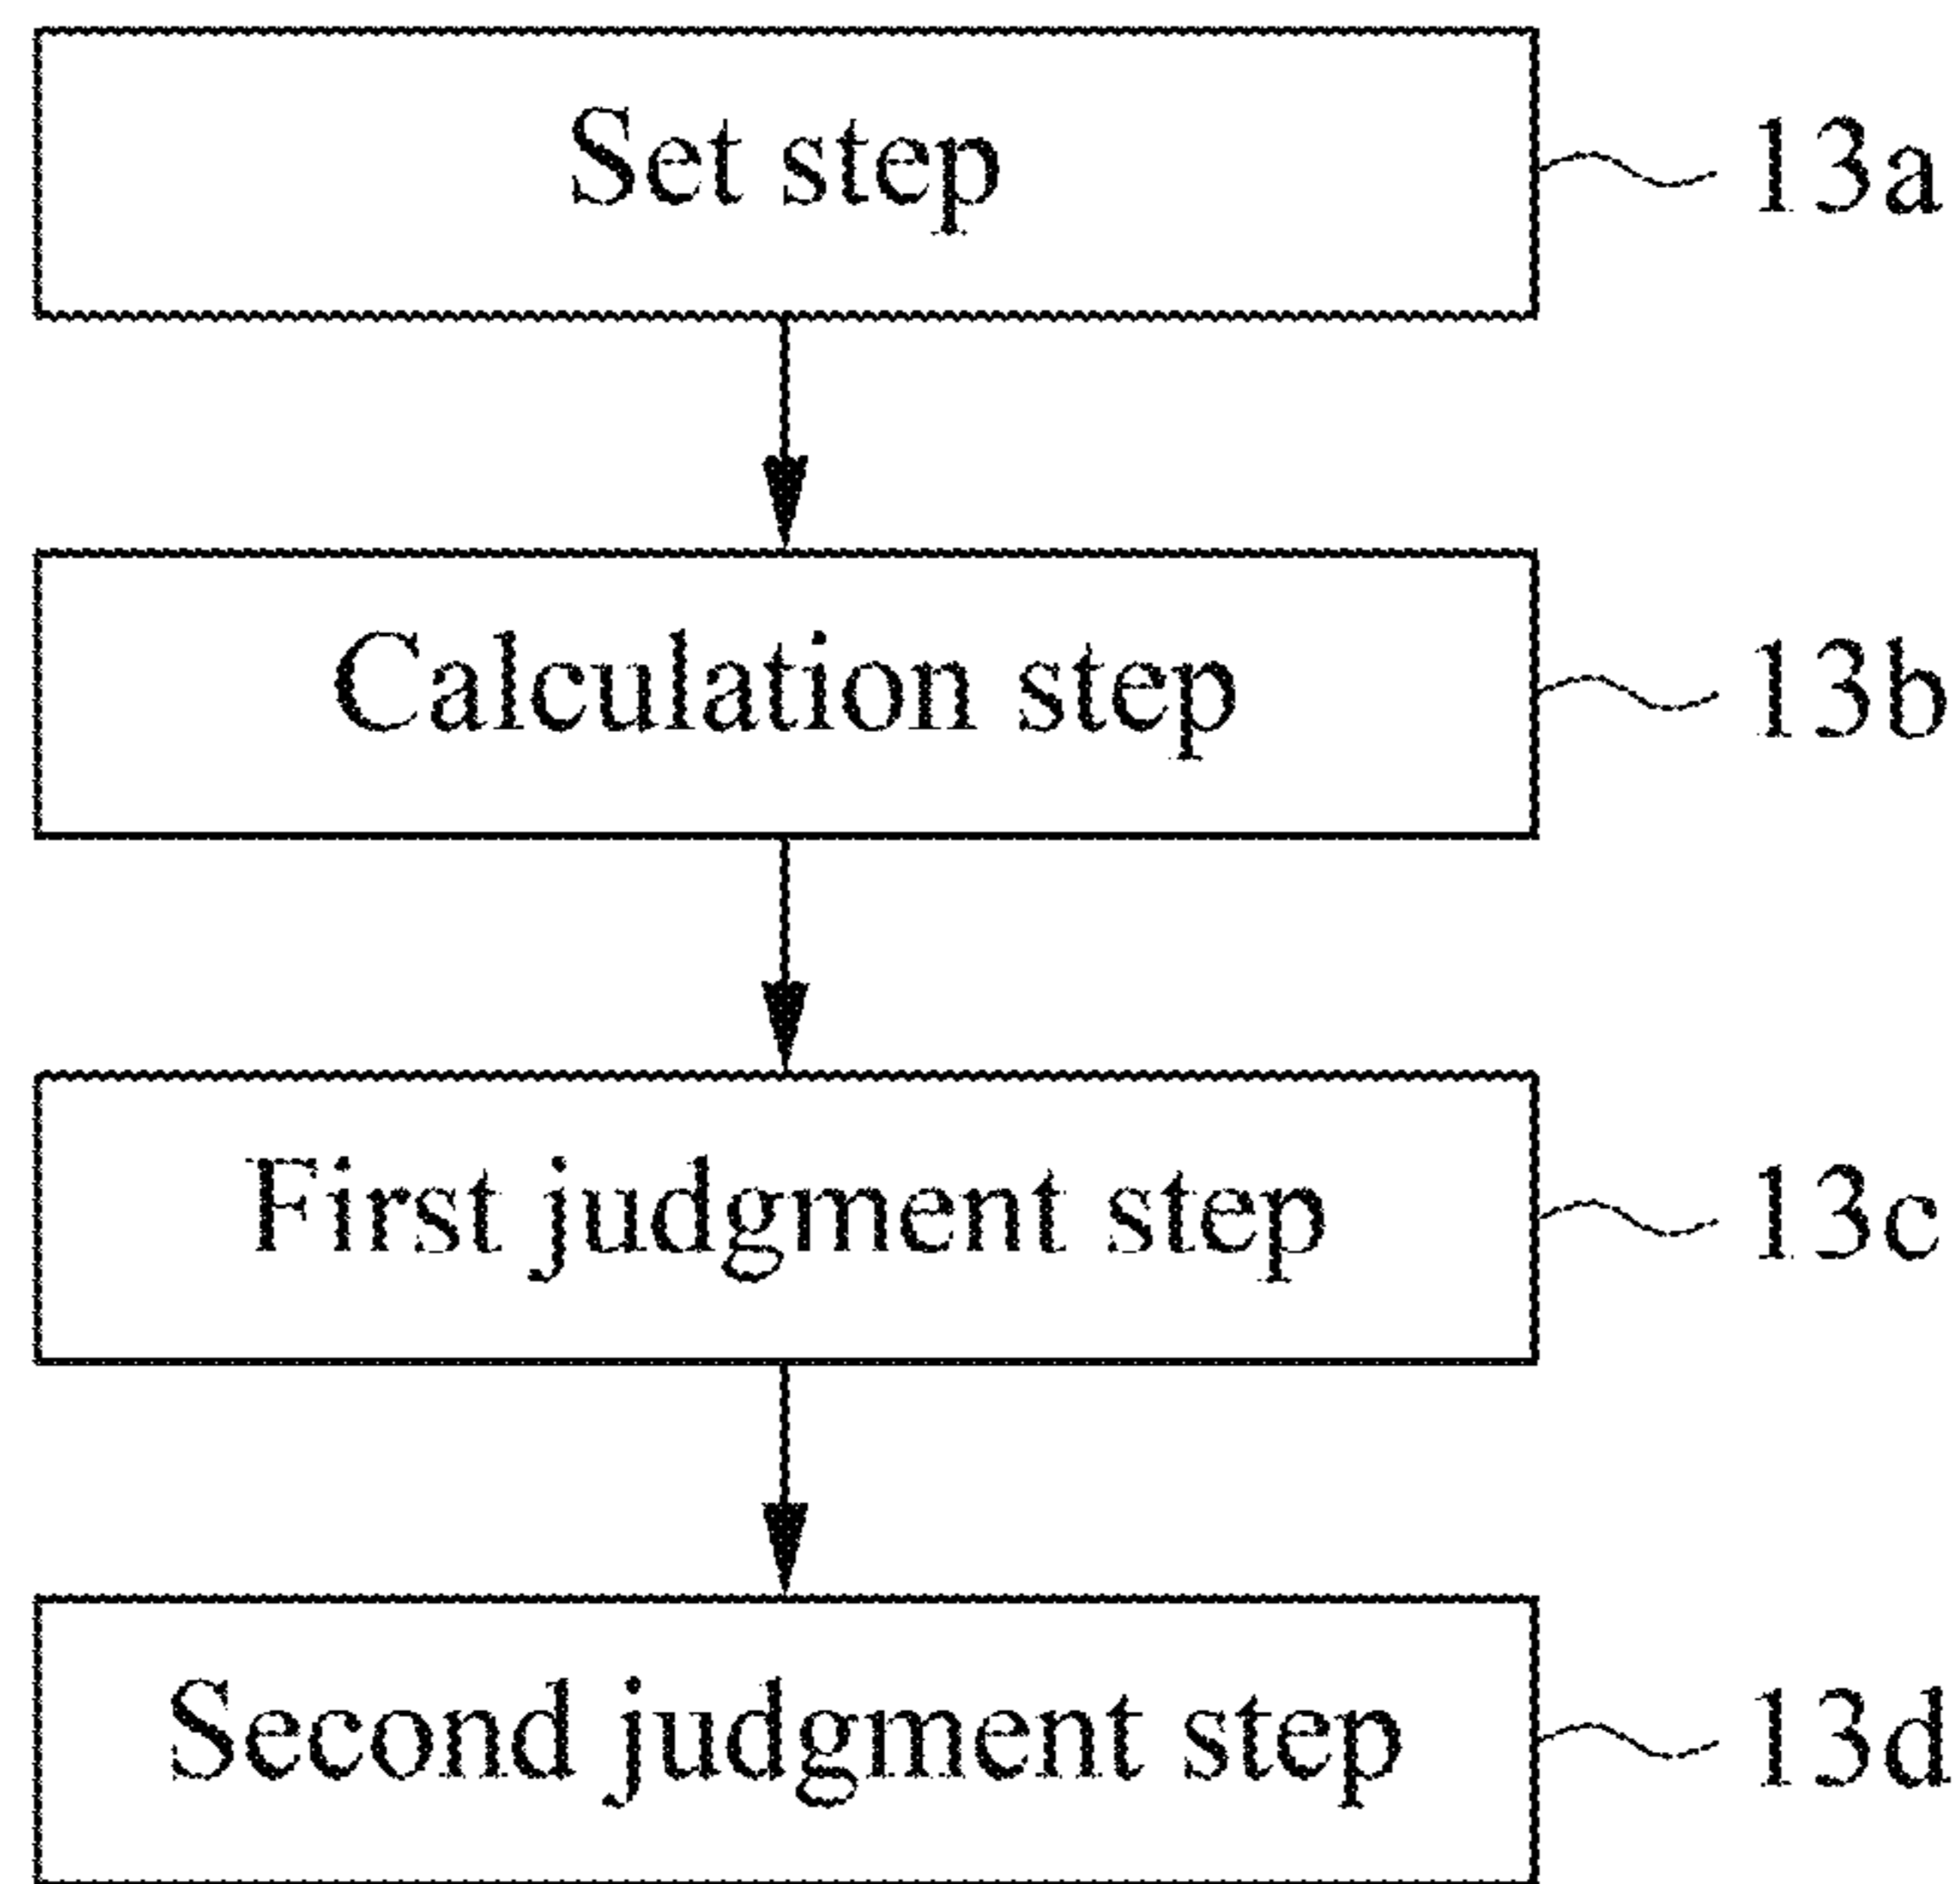 Set step 13a
Calculation step 13b
First judgment step 13c
Second judgment step 13d